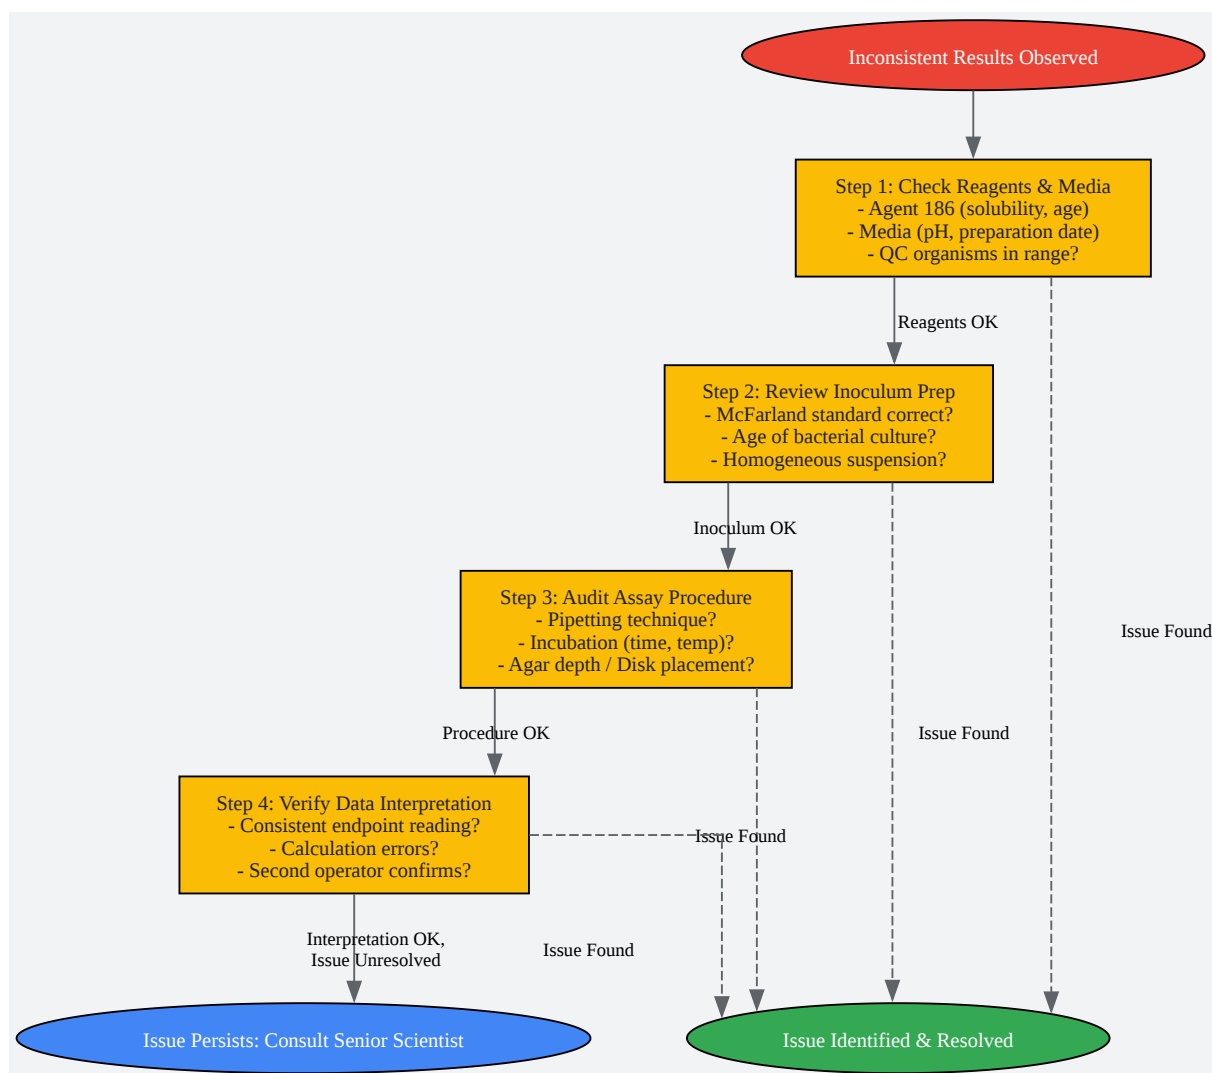 Inconsistent Results Observed
Step 1: Check Reagents & Media
- Agent 186 (solubility, age)
- Media (pH, preparation date)
- QC organisms in range?
Reagents OK
Step 2: Review Inoculum Prep
- McFarland standard correct?
- Age of bacterial culture?
- Homogeneous suspension?
Inoculum OK
Step 3: Audit Assay Procedure
- Pipetting technique?
- Incubation (time, temp)?
- Agar depth / Disk placement?
Issue Found
Procedure OK
Issue Found
Step 4: Verify Data Interpretation
- Consistent endpoint reading?
- Calculation errors?
- Second operator confirms?
Issue Found
Interpretation OK,
Issue Unresolved
Issue Found
Issue Persists: Consult Senior Scientist
Issue Identified & Resolved